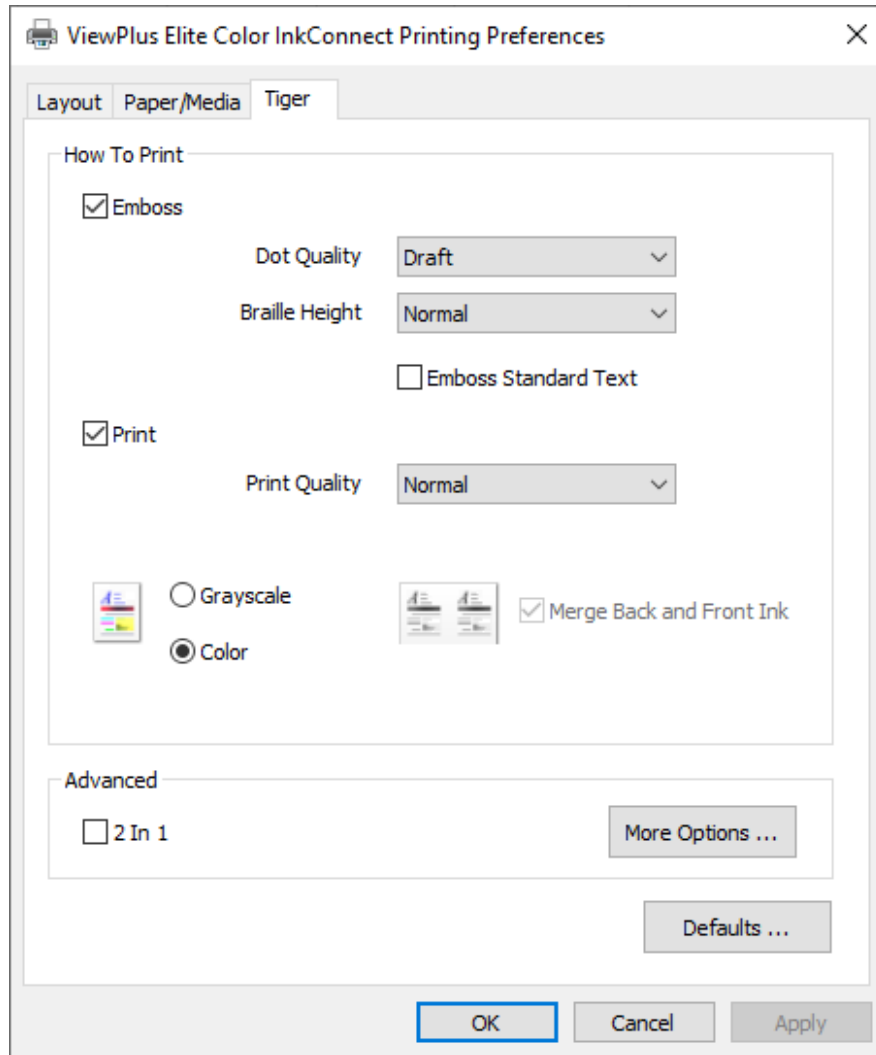 ViewPlus Elite Color InkConnect Printing Preferences
Layout Paper/Media Tiger
How To Print
Emboss
Dot Quality Draft
Braille Height Normal
Emboss Standard Text
Print
Print Quality Normal
Grayscale
Merge Back and Front Ink
Color
Advanced
2 In 1 More Options ...
Defaults ...
OK Cancel Apply